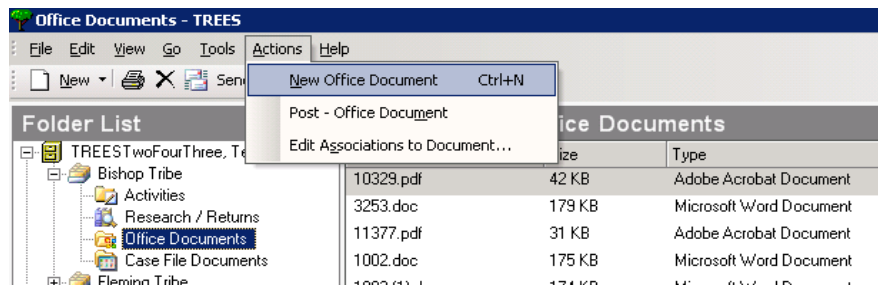 Office Documents - TREES
File Edit View Go Tools Actions Help
New Sen
New Office Document Ctrl+N
Post - Office Document
Edit Associations to Document...
Folder List
ice Documents
TREESTwoFourThree, Te
ize Type
Bishop Tribe
10329.pdf 42 KB Adobe Acrobat Document
Activities
3253.doc 179 KB Microsoft Word Document
Research / Returns
11377.pdf 31 KB Adobe Acrobat Document
Office Documents
Case File Documents
1002.doc 175 KB Microsoft Word Document
Fleming Tribe